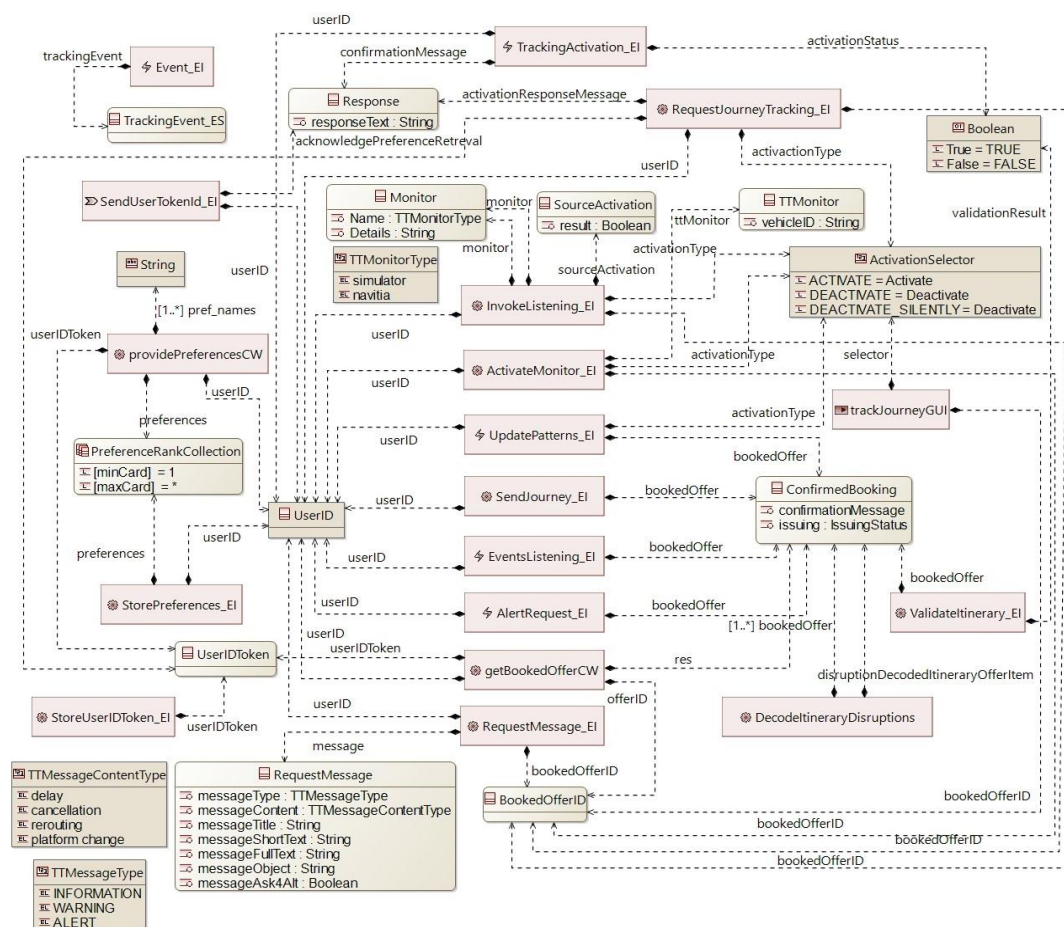 userID
TrackingActivation_EI
activationStatus
trackingEvent
Event_EI
confirmationMessage
TrackingEvent_ES
Response
responseText : String
activationResponseMessage
RequestJourneyTracking_EI
acknowledgePreferenceRetreval
userID
activactionType
Boolean
True = TRUE
False = FALSE
SendUserTokenId_EI
Monitor
Name : TTMonitorType
Details : String
monitor
monitor
SourceActivation
result : Boolean
ttMonitor
TTMonitor
vehicleID : String
validationResult
String
userID
TTMonitorType
simulator
navitia
sourceActivation
activationType
ActivationSelector
ACTIVATE = Activate
DEACTIVATE = Deactivate
DEACTIVATE_SILENTLY = Deactivate
[1..*] pref_names
InvokeListening_EI
userIDToken
providePreferencesCW
userID
userID
userID
ActivateMonitor_EI
activationType
selector
trackJourneyGUI
preferences
activationType
UpdatePatterns_EI
userID
bookedOffer
PreferenceRankCollection
[minCard] = 1
[maxCard] = *
UserID
userID
SendJourney_EI
bookedOffer
ConfirmedBooking
confirmationMessage
issuing : IssuingStatus
preferences
userID
userID
EventsListening_EI
bookedOffer
bookedOffer
StorePreferences_EI
userID
AlertRequest_EI
bookedOffer
[1..*] bookedOffer
ValidateItinerary_EI
userID
userIDToken
UserIDToken
getBookedOfferCW
res
disruptionDecodedItineraryOfferItem
offerID
StoreUserIDToken_EI
userIDToken
userID
RequestMessage_EI
DecodeItineraryDisruptions
message
bookedOfferID
TTMessageContentType
delay
cancellation
rerouting
platform change
RequestMessage
messageType : TTMessageType
messageContent : TTMessageContentType
messageTitle : String
messageShortText : String
messageFullText : String
messageObject : String
messageAsk4Alt : Boolean
BookedOfferID
bookedOfferID
bookedOfferID
bookedOfferID
TTMessageType
INFORMATION
WARNING
ALERT